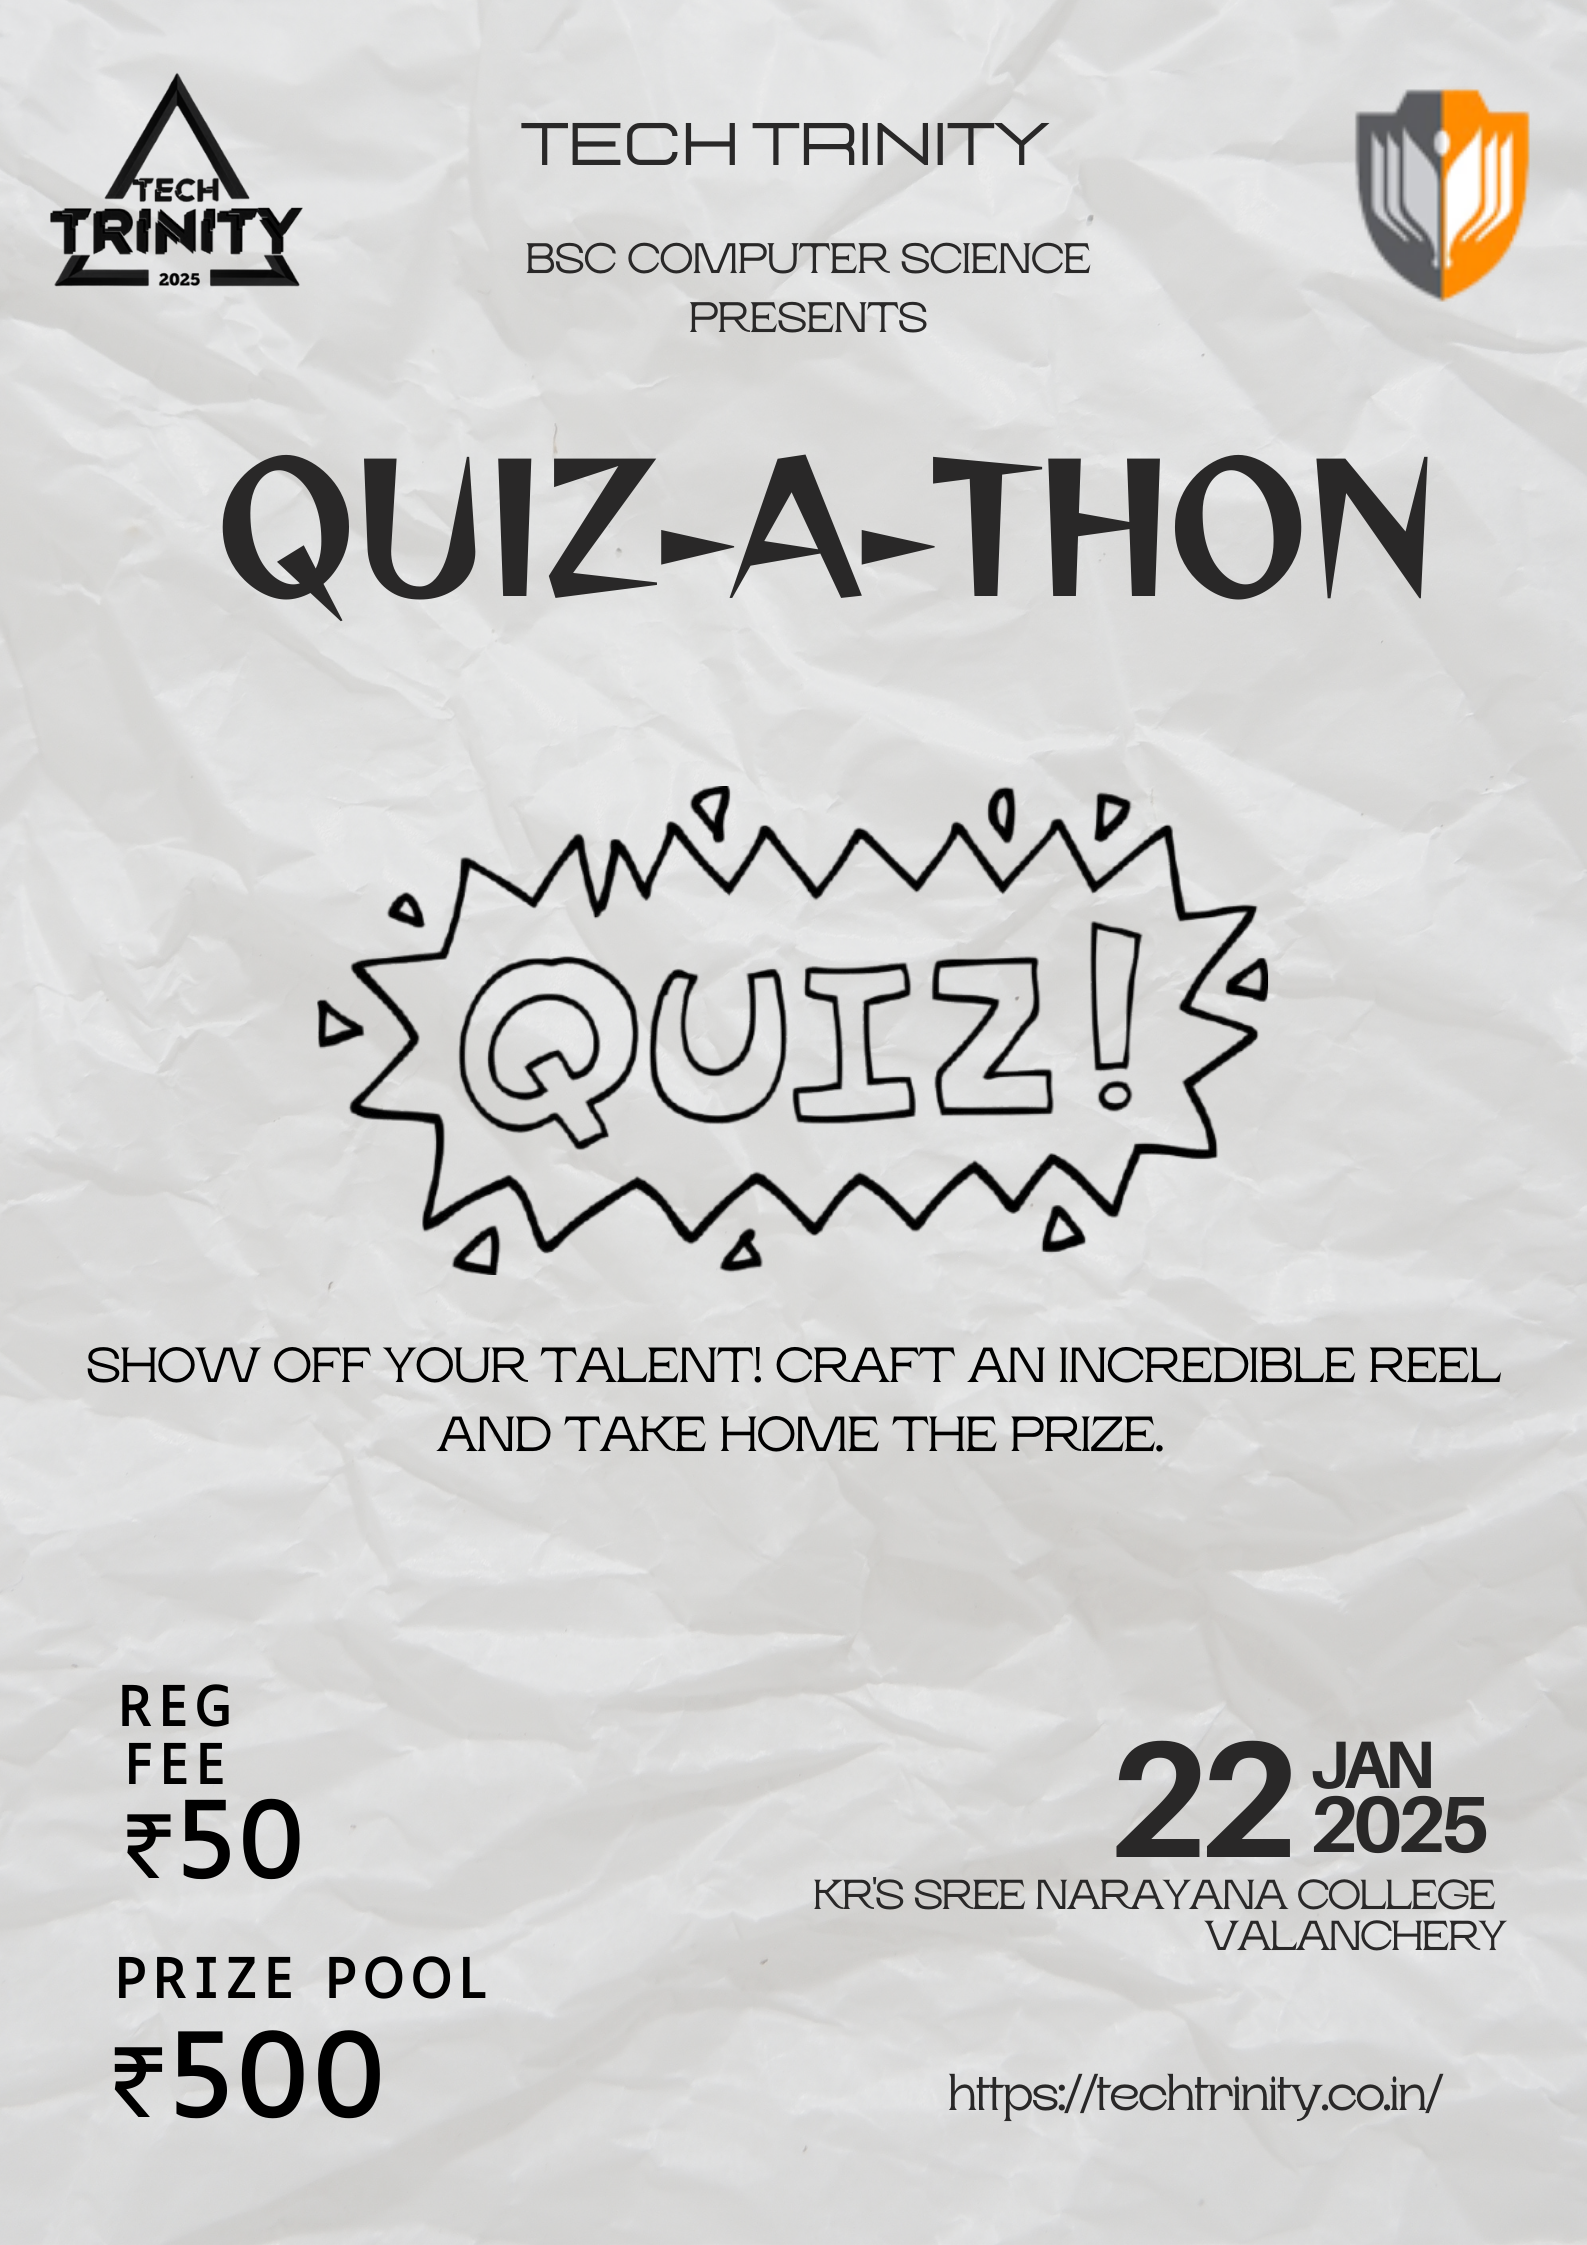 TECH
TRINITY
2025
TECH TRINITY
BSC COMPUTER SCIENCE
PRESENTS
QUIZ-A-THON
QUIZ!
SHOW OFF YOUR TALENT! CRAFT AN INCREDIBLE REEL
AND TAKE HOME THE PRIZE.
REG
FEE
₹50
PRIZE POOL
₹500
22 JAN
2025
KR'S SREE NARAYANA COLLEGE
VALANCHERY
https://techtrinity.co.in/